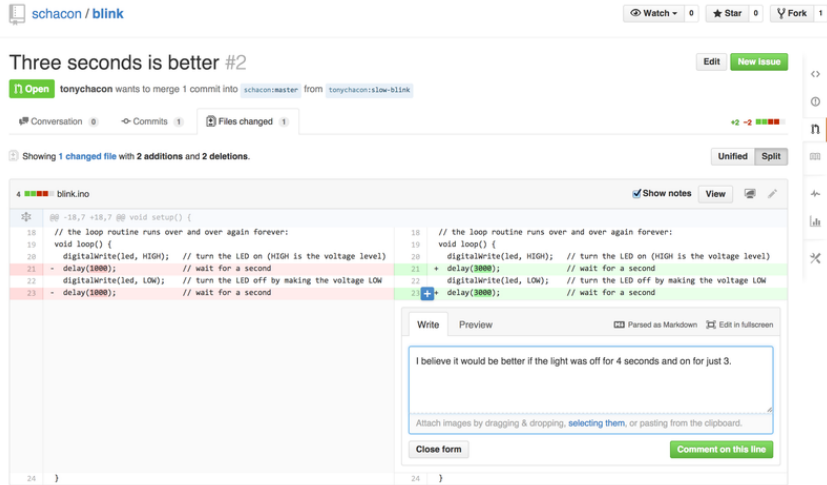 schacon / blink
Watch 0 Star 0 Fork 1
Three seconds is better #2
Edit New Issue
Open tonychacon wants to merge 1 commit into schacon:master from tonychacon:slow-blink
Conversation 0 Commits 1 Files changed 1
+2 −2
Showing 1 changed file with 2 additions and 2 deletions.
Unified Split
4 blink.ino
Show notes View
@@ -18,7 +18,7 @@ void setup() {
18 // the loop routine runs over and over again forever:
19 void loop() {
20 digitalWrite(led, HIGH); // turn the LED on (HIGH is the voltage level)
21 - delay(1000); // wait for a second
22 digitalWrite(led, LOW); // turn the LED off by making the voltage LOW
23 - delay(1000); // wait for a second
18 // the loop routine runs over and over again forever:
19 void loop() {
20 digitalWrite(led, HIGH); // turn the LED on (HIGH is the voltage level)
21 + delay(3000); // wait for a second
22 digitalWrite(led, LOW); // turn the LED off by making the voltage LOW
23 + delay(3000); // wait for a second
Write Preview
Parsed as Markdown Edit in fullscreen
I believe it would be better if the light was off for 4 seconds and on for just 3.
Attach images by dragging & dropping, selecting them, or pasting from the clipboard.
Close form Comment on this line
24 }
24 }